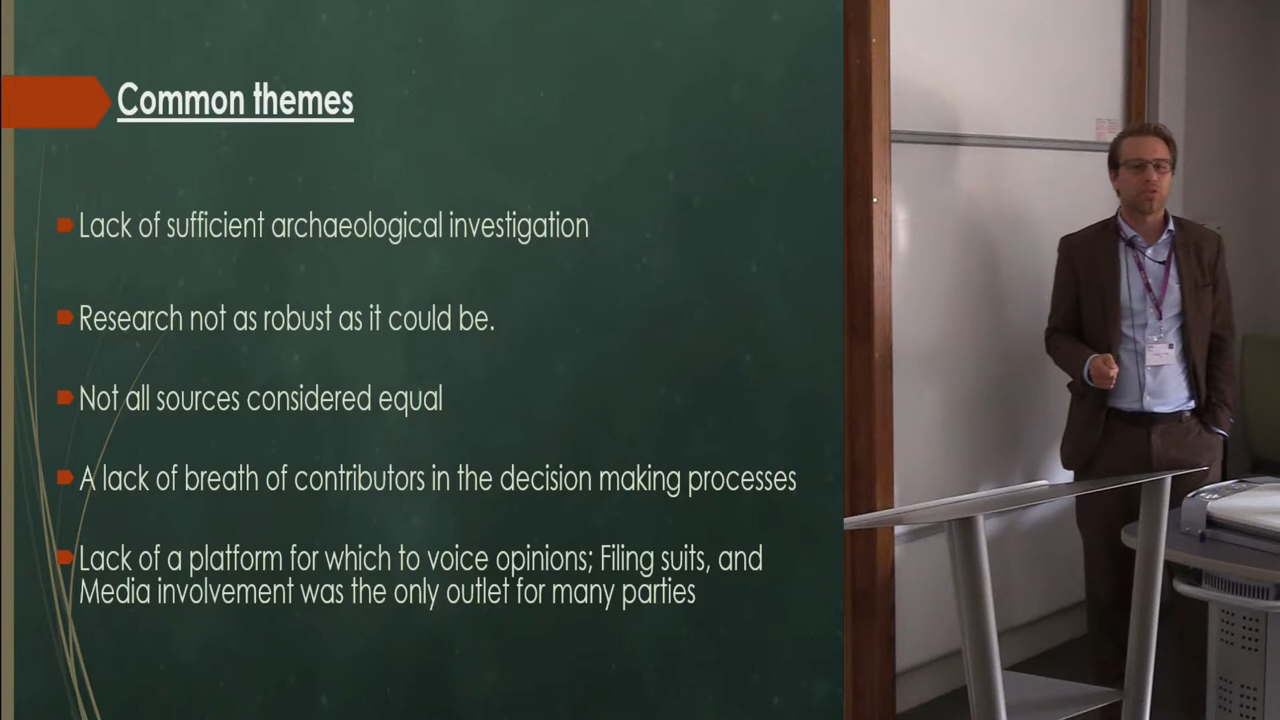 Common themes
Lack of sufficient archaeological investigation
Research not as robust as it could be.
Not all sources considered equal
A lack of breath of contributors in the decision making processes
Lack of a platform for which to voice opinions; Filing suits, and
Media involvement was the only outlet for many parties